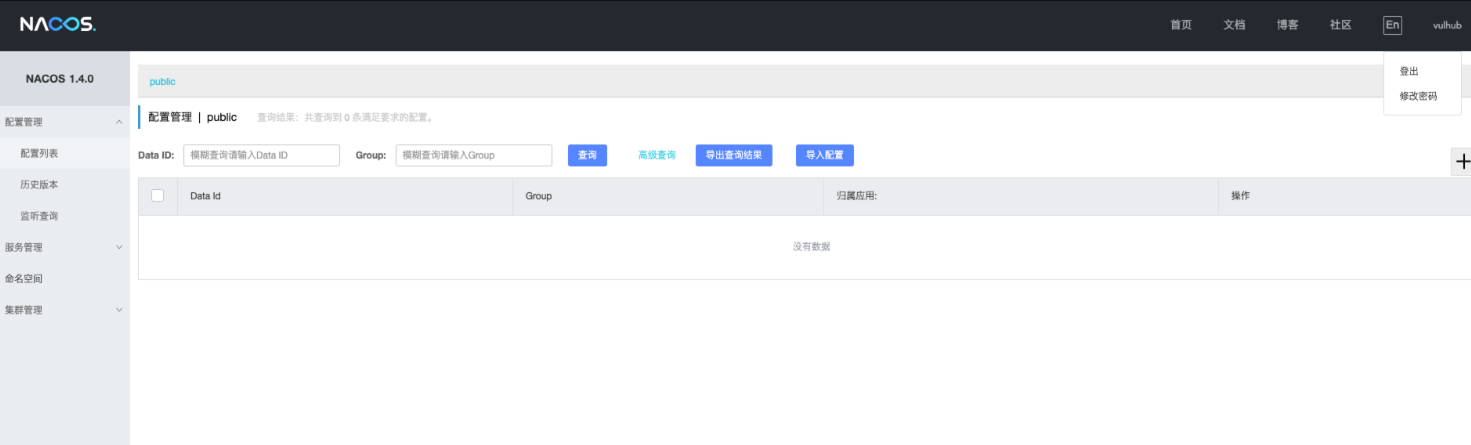 NACOS.
首页 文档 博客 社区 En vulhub
登出
修改密码
NACOS 1.4.0
配置管理
配置列表
历史版本
监听查询
服务管理
命名空间
集群管理
public
配置管理 | public 查询结果：共查询到 0 条满足要求的配置。
Data ID: 模糊查询请输入Data ID Group: 模糊查询请输入Group 查询 高级查询 导出查询结果 导入配置
Data Id Group 归属应用: 操作
没有数据